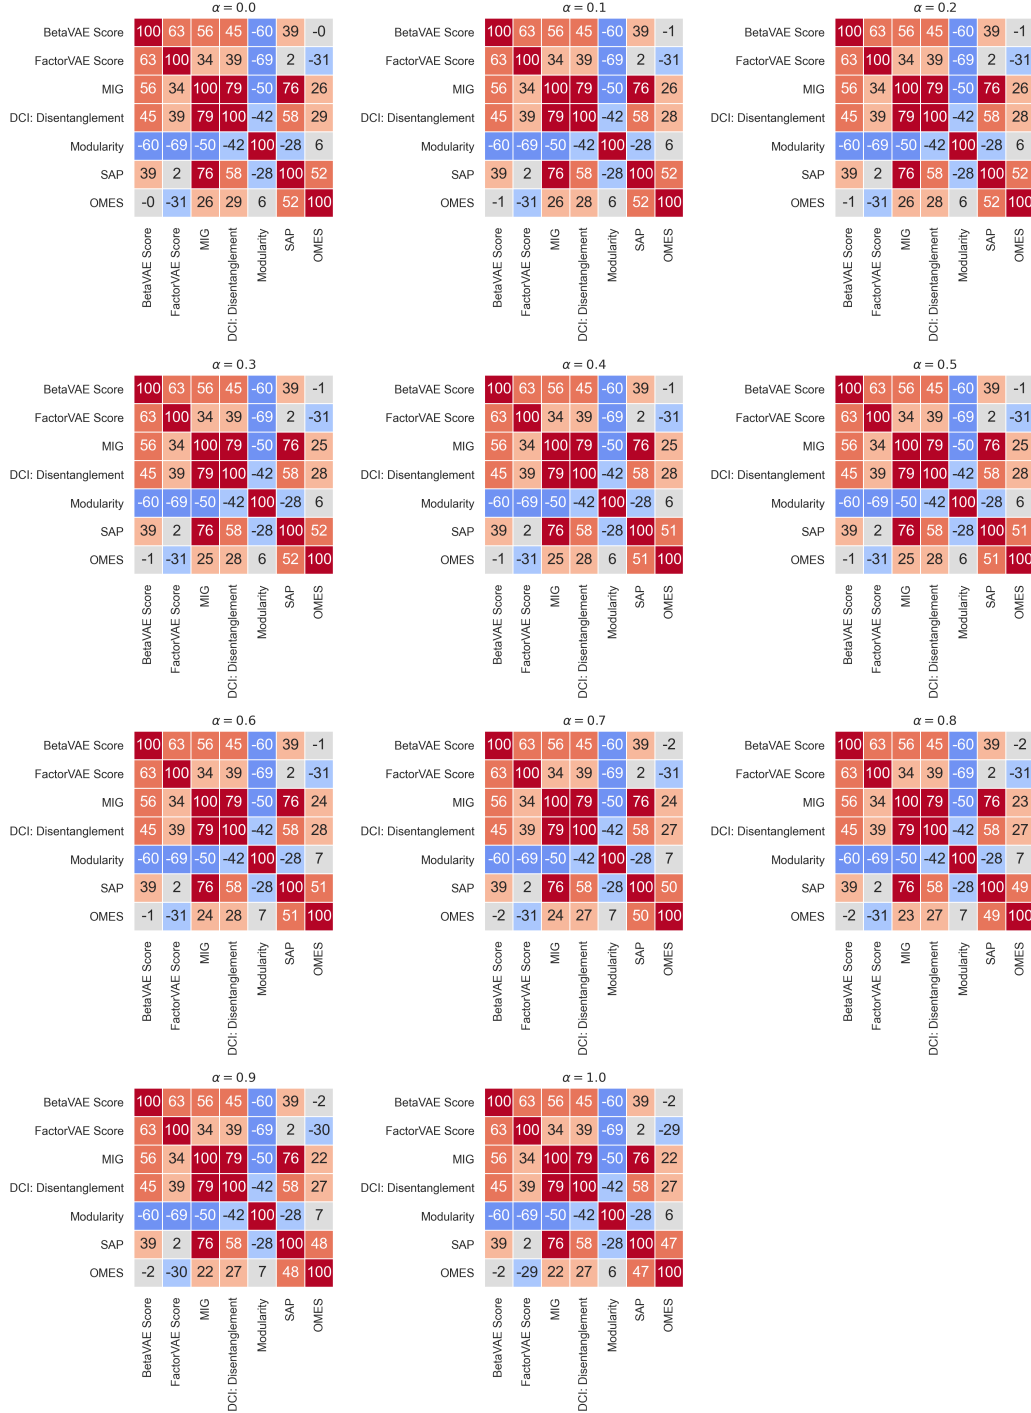 α = 0.0
BetaVAE Score 100 63 56 45 -60 39 -0
FactorVAE Score 63 100 34 39 -69 2 -31
MIG 56 34 100 79 -50 76 26
DCI: Disentanglement 45 39 79 100 -42 58 29
Modularity -60 -69 -50 -42 100 -28 6
SAP 39 2 76 58 -28 100 52
OMES -0 -31 26 29 6 52 100
BetaVAE Score FactorVAE Score MIG DCI: Disentanglement Modularity SAP OMES
α = 0.1
BetaVAE Score 100 63 56 45 -60 39 -1
FactorVAE Score 63 100 34 39 -69 2 -31
MIG 56 34 100 79 -50 76 26
DCI: Disentanglement 45 39 79 100 -42 58 28
Modularity -60 -69 -50 -42 100 -28 6
SAP 39 2 76 58 -28 100 52
OMES -1 -31 26 28 6 52 100
BetaVAE Score FactorVAE Score MIG DCI: Disentanglement Modularity SAP OMES
α = 0.2
BetaVAE Score 100 63 56 45 -60 39 -1
FactorVAE Score 63 100 34 39 -69 2 -31
MIG 56 34 100 79 -50 76 26
DCI: Disentanglement 45 39 79 100 -42 58 28
Modularity -60 -69 -50 -42 100 -28 6
SAP 39 2 76 58 -28 100 52
OMES -1 -31 26 28 6 52 100
BetaVAE Score FactorVAE Score MIG DCI: Disentanglement Modularity SAP OMES
α = 0.3
BetaVAE Score 100 63 56 45 -60 39 -1
FactorVAE Score 63 100 34 39 -69 2 -31
MIG 56 34 100 79 -50 76 25
DCI: Disentanglement 45 39 79 100 -42 58 28
Modularity -60 -69 -50 -42 100 -28 6
SAP 39 2 76 58 -28 100 52
OMES -1 -31 25 28 6 52 100
BetaVAE Score FactorVAE Score MIG DCI: Disentanglement Modularity SAP OMES
α = 0.4
BetaVAE Score 100 63 56 45 -60 39 -1
FactorVAE Score 63 100 34 39 -69 2 -31
MIG 56 34 100 79 -50 76 25
DCI: Disentanglement 45 39 79 100 -42 58 28
Modularity -60 -69 -50 -42 100 -28 6
SAP 39 2 76 58 -28 100 51
OMES -1 -31 25 28 6 51 100
BetaVAE Score FactorVAE Score MIG DCI: Disentanglement Modularity SAP OMES
α = 0.5
BetaVAE Score 100 63 56 45 -60 39 -1
FactorVAE Score 63 100 34 39 -69 2 -31
MIG 56 34 100 79 -50 76 25
DCI: Disentanglement 45 39 79 100 -42 58 28
Modularity -60 -69 -50 -42 100 -28 6
SAP 39 2 76 58 -28 100 51
OMES -1 -31 25 28 6 51 100
BetaVAE Score FactorVAE Score MIG DCI: Disentanglement Modularity SAP OMES
α = 0.6
BetaVAE Score 100 63 56 45 -60 39 -1
FactorVAE Score 63 100 34 39 -69 2 -31
MIG 56 34 100 79 -50 76 24
DCI: Disentanglement 45 39 79 100 -42 58 28
Modularity -60 -69 -50 -42 100 -28 7
SAP 39 2 76 58 -28 100 51
OMES -1 -31 24 28 7 51 100
BetaVAE Score FactorVAE Score MIG DCI: Disentanglement Modularity SAP OMES
α = 0.7
BetaVAE Score 100 63 56 45 -60 39 -2
FactorVAE Score 63 100 34 39 -69 2 -31
MIG 56 34 100 79 -50 76 24
DCI: Disentanglement 45 39 79 100 -42 58 27
Modularity -60 -69 -50 -42 100 -28 7
SAP 39 2 76 58 -28 100 50
OMES -2 -31 24 27 7 50 100
BetaVAE Score FactorVAE Score MIG DCI: Disentanglement Modularity SAP OMES
α = 0.8
BetaVAE Score 100 63 56 45 -60 39 -2
FactorVAE Score 63 100 34 39 -69 2 -31
MIG 56 34 100 79 -50 76 23
DCI: Disentanglement 45 39 79 100 -42 58 27
Modularity -60 -69 -50 -42 100 -28 7
SAP 39 2 76 58 -28 100 49
OMES -2 -31 23 27 7 49 100
BetaVAE Score FactorVAE Score MIG DCI: Disentanglement Modularity SAP OMES
α = 0.9
BetaVAE Score 100 63 56 45 -60 39 -2
FactorVAE Score 63 100 34 39 -69 2 -30
MIG 56 34 100 79 -50 76 22
DCI: Disentanglement 45 39 79 100 -42 58 27
Modularity -60 -69 -50 -42 100 -28 7
SAP 39 2 76 58 -28 100 48
OMES -2 -30 22 27 7 48 100
BetaVAE Score FactorVAE Score MIG DCI: Disentanglement Modularity SAP OMES
α = 1.0
BetaVAE Score 100 63 56 45 -60 39 -2
FactorVAE Score 63 100 34 39 -69 2 -29
MIG 56 34 100 79 -50 76 22
DCI: Disentanglement 45 39 79 100 -42 58 27
Modularity -60 -69 -50 -42 100 -28 6
SAP 39 2 76 58 -28 100 47
OMES -2 -29 22 27 6 47 100
BetaVAE Score FactorVAE Score MIG DCI: Disentanglement Modularity SAP OMES